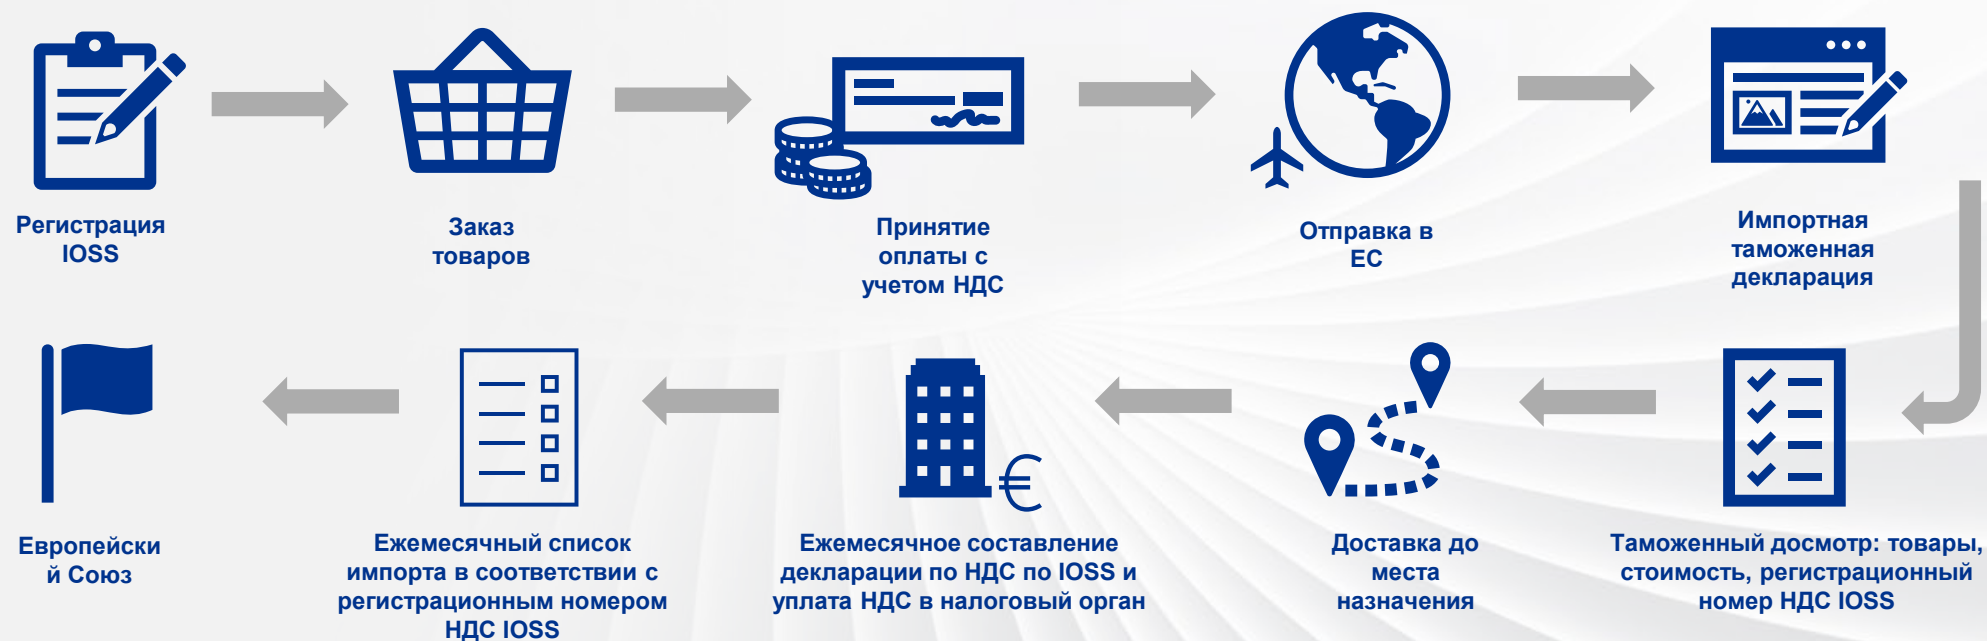 Регистрация
IOSS
Заказ
товаров
Принятие
оплаты с
учетом НДС
Отправка в
ЕС
Импортная
таможенная
декларация
Европейски
й Союз
Ежемесячный список
импорта в соответствии с
регистрационным номером
НДС IOSS
Ежемесячное составление
декларации по НДС по IOSS и
уплата НДС в налоговый орган
Доставка до
места
назначения
Таможенный досмотр: товары,
стоимость, регистрационный
номер НДС IOSS